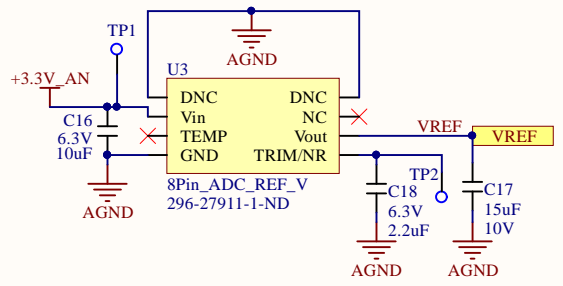 TP1
AGND
+3.3V_AN
U3
DNC
DNC
Vin
NC
C16
6.3V
10uF
TEMP
Vout
VREF
VREF
GND
TRIM/NR
TP2
8Pin_ADC_REF_V
296-27911-1-ND
C18
6.3V
2.2uF
C17
15uF
10V
AGND
AGND
AGND